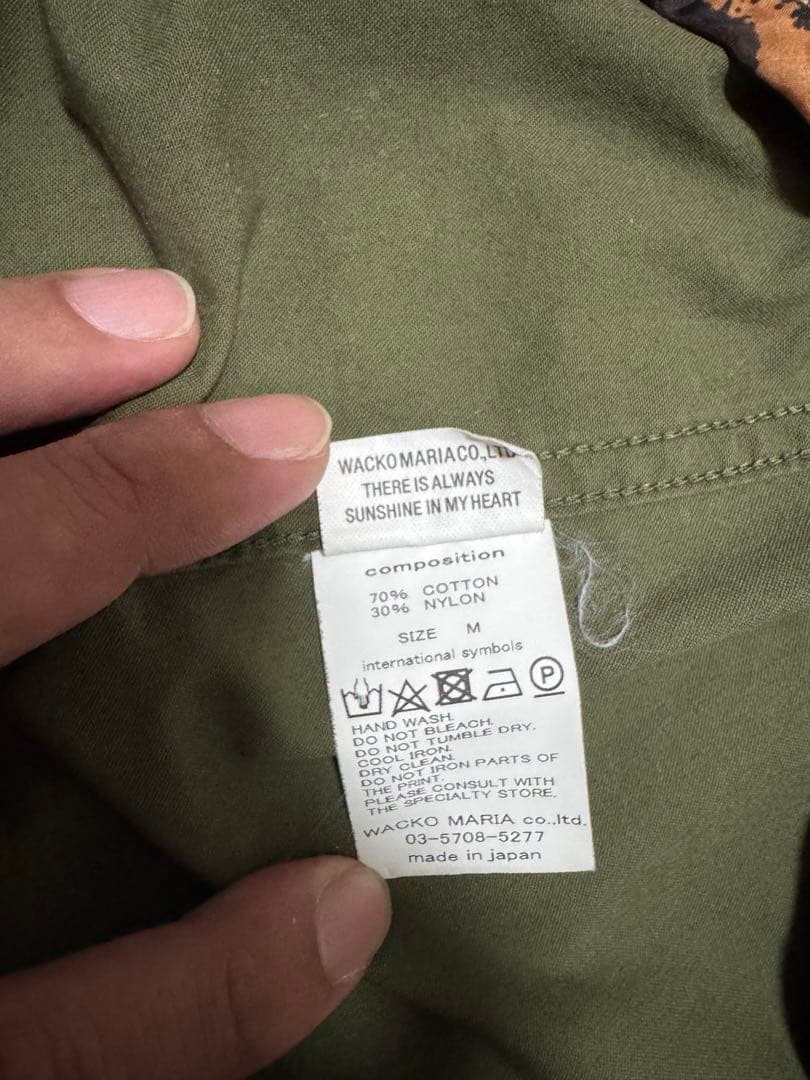 WACKO MARIA CO.,LTD
THERE IS ALWAYS
SUNSHINE IN MY HEART
composition
70% COTTON
30% NYLON
SIZE M
international symbols
P
HAND WASH.
DO NOT BLEACH.
DO NOT TUMBLE DRY.
COOL IRON.
DRY CLEAN.
DO NOT IRON PARTS OF
THE PRINT.
PLEASE CONSULT WITH
THE SPECIALTY STORE.
WACKO MARIA co.,ltd.
03-5708-5277
made in japan